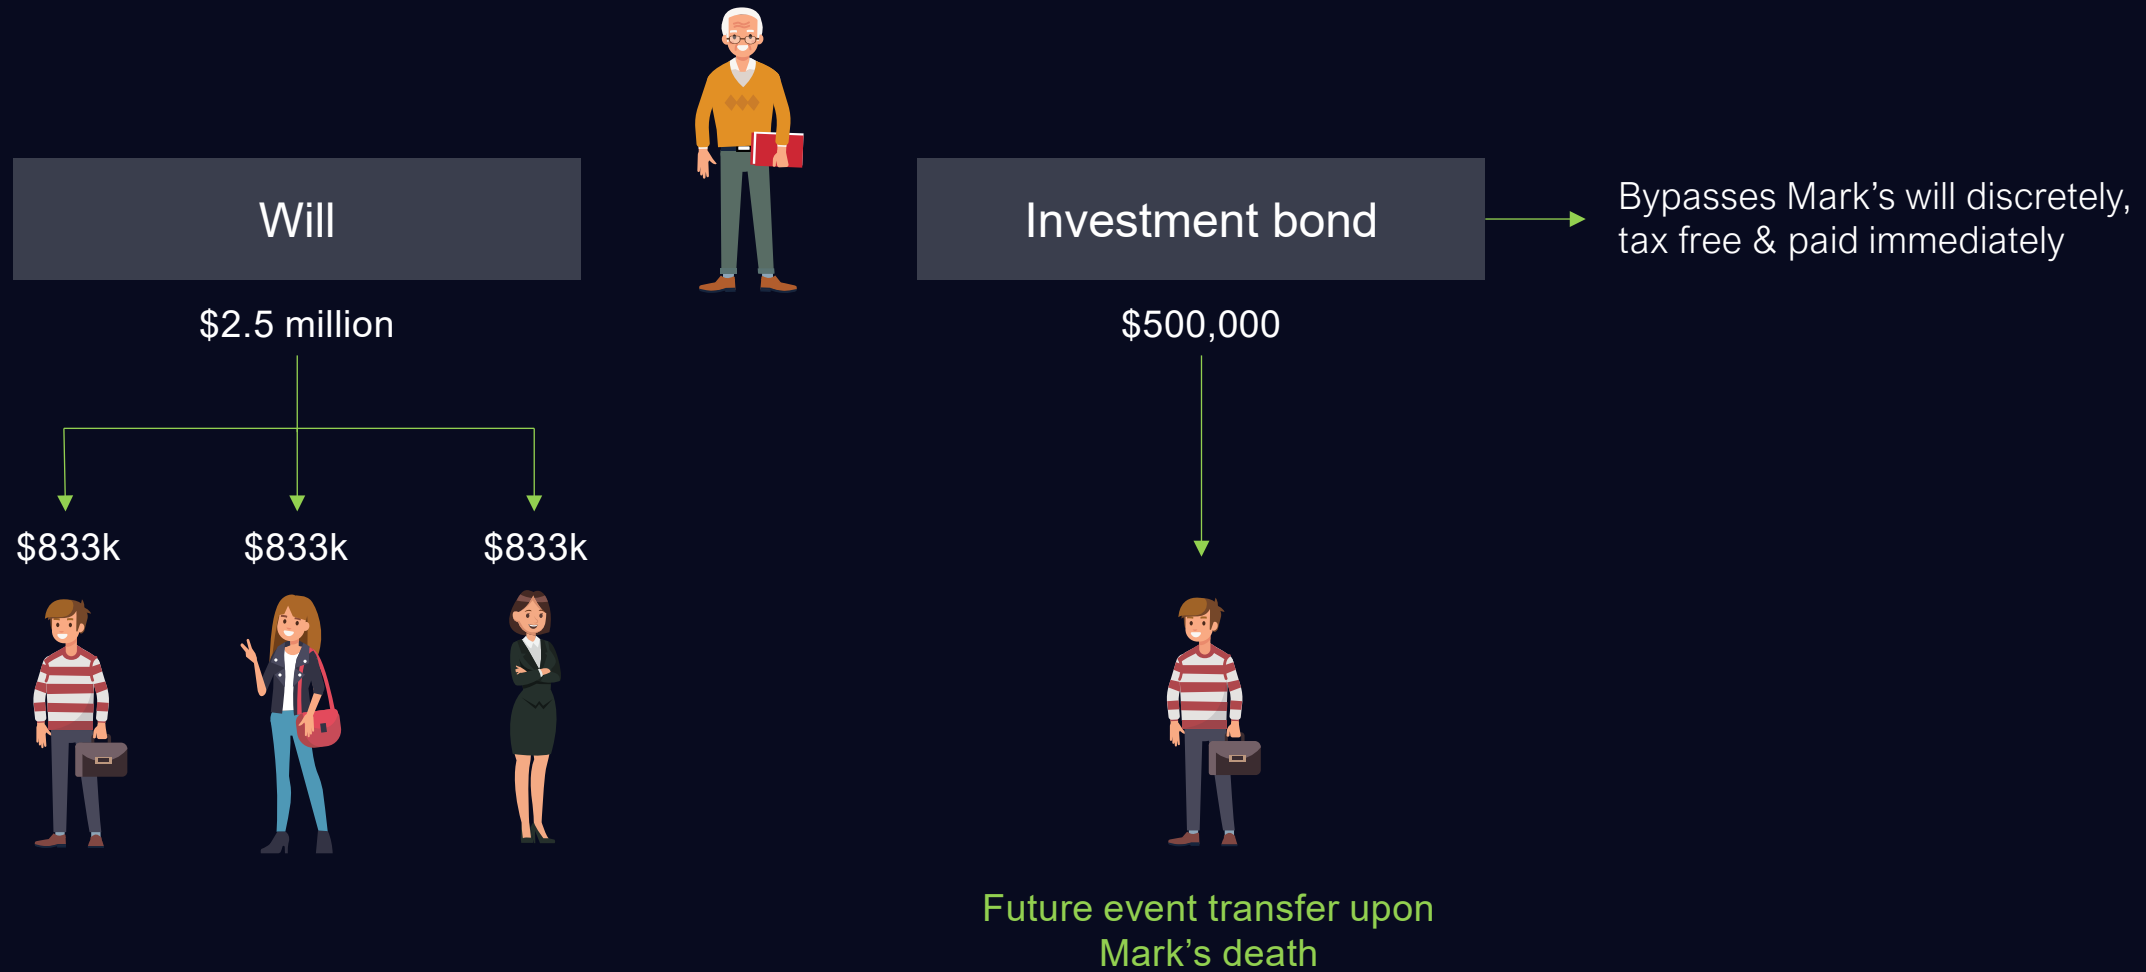 Will
Investment bond
Bypasses Mark’s will discretely,
tax free & paid immediately
$2.5 million
$500,000
$833k
$833k
$833k
Future event transfer upon
Mark’s death